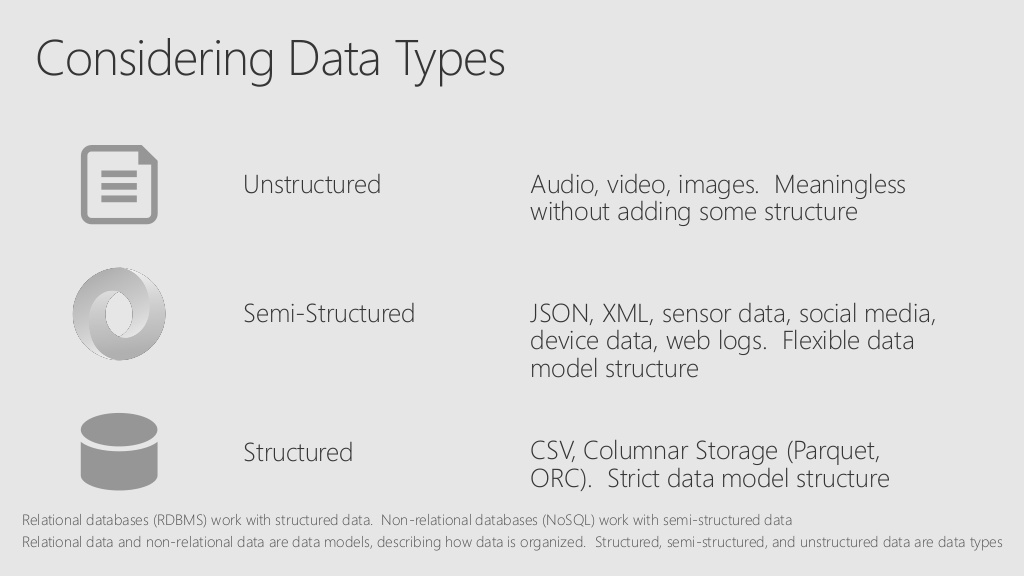 Considering Data Types
Unstructured
Audio, video, images.  Meaningless
without adding some structure
Semi-Structured
JSON, XML, sensor data, social media,
device data, web logs.  Flexible data
model structure
Structured
CSV, Columnar Storage (Parquet,
ORC).  Strict data model structure
Relational databases (RDBMS) work with structured data.  Non-relational databases (NoSQL) work with semi-structured data
Relational data and non-relational data are data models, describing how data is organized.  Structured, semi-structured, and unstructured data are data types